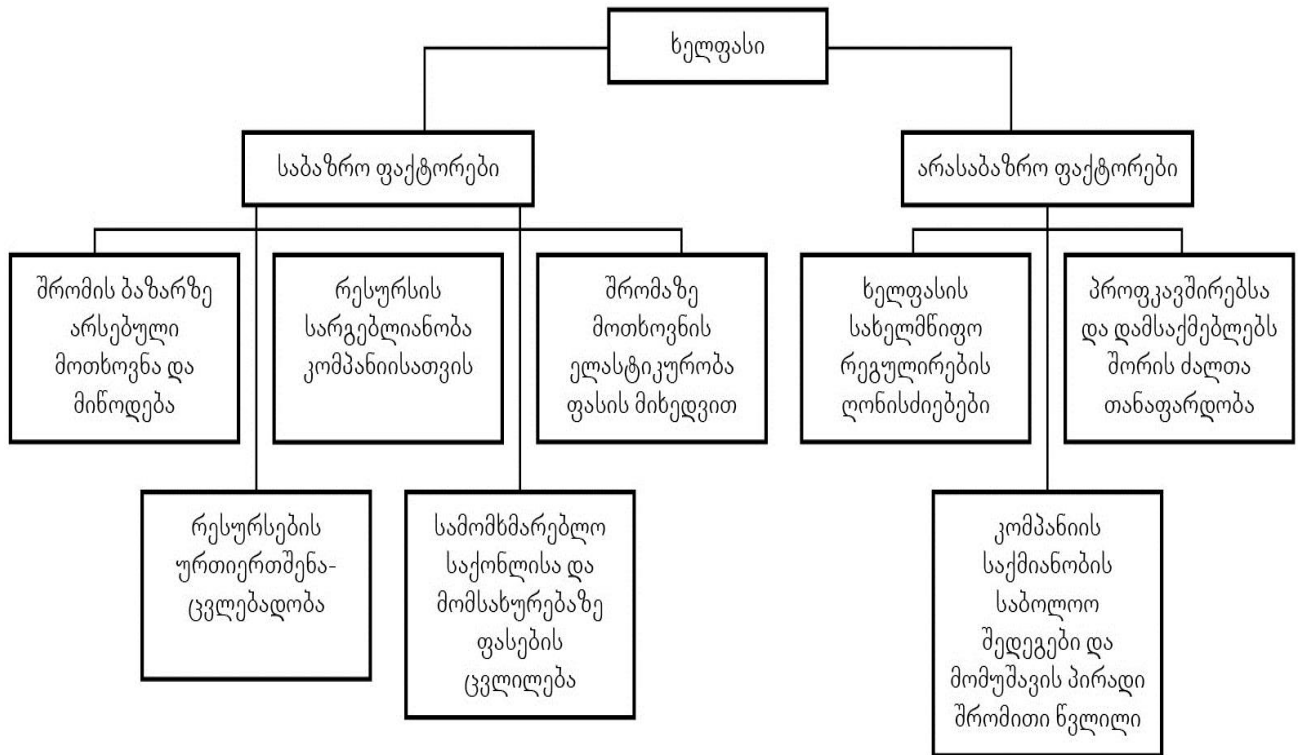 ხელფასი
საბაზრო ფაქტორები
არასაბაზრო ფაქტორები
შრომის ბაზარზე
არსებული
მოთხოვნა და
მიწოდება
რესურსის
სარგებლიანობა
კომპანიისათვის
შრომაზე
მოთხოვნის
ელასტიკურობა
ფასის მიხედვით
ხელფასის
სახელმწიფო
რეგულირების
ღონისძიებები
პროფკავშირებსა
და დამსაქმებლებს
შორის ძალთა
თანაფარდობა
რესურსების
ურთიერთშენა-
ცვლებადობა
სამომხმარებლო
საქონლისა და
მომსახურებაზე
ფასების
ცვლილება
კომპანიის
საქმიანობის
საბოლოო
შედეგები და
მომუშავის პირადი
შრომითი წვლილი